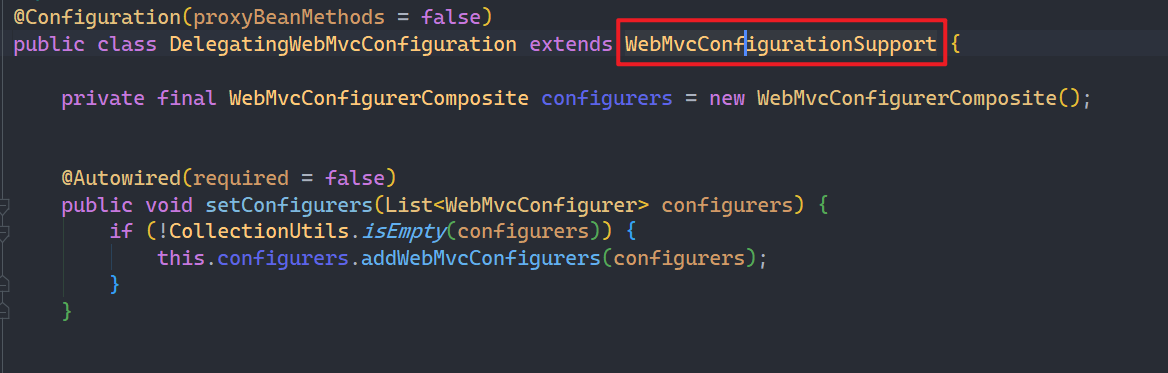 @Configuration(proxyBeanMethods = false)
public class DelegatingWebMvcConfiguration extends WebMvcConfigurationSupport {
private final WebMvcConfigurerComposite configurers = new WebMvcConfigurerComposite();
@Autowired(required = false)
public void setConfigurers(List<WebMvcConfigurer> configurers) {
if (!CollectionUtils.isEmpty(configurers)) {
this.configurers.addWebMvcConfigurers(configurers);
}
}